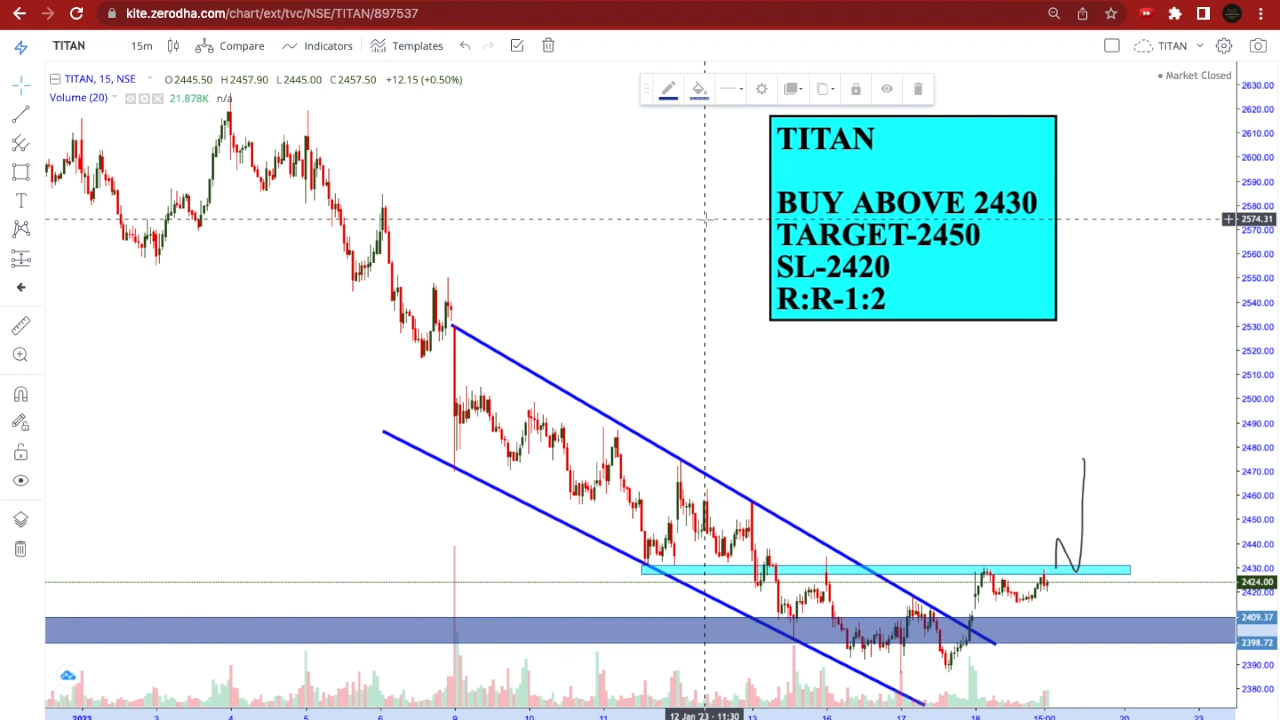 kite.zerodha.com/chart/ext/tvc/NSE/TITAN/897537
TITAN 15m Compare Indicators Templates TITAN
TITAN, 15, NSE O2445.50 H2457.90 L2445.00 C2457.50 +12.15 (+0.50%)
Market Closed
Volume (20) 21.878K n/a
TITAN
BUY ABOVE 2430
TARGET-2450
SL-2420
R:R-1:2
2630.00
2610.00
2600.00
2590.00
2580.00
2574.31
2570.00
2560.00
2550.00
2540.00
2530.00
2520.00
2510.00
2500.00
2490.00
2480.00
2470.00
2460.00
2450.00
2440.00
2430.00
2424.00
2420.00
2409.37
2398.72
2390.00
2380.00
2023 3 4 5 6 9 10 11 12 Jan '23 - 11:30 13 16 17 18 15:00 20 23